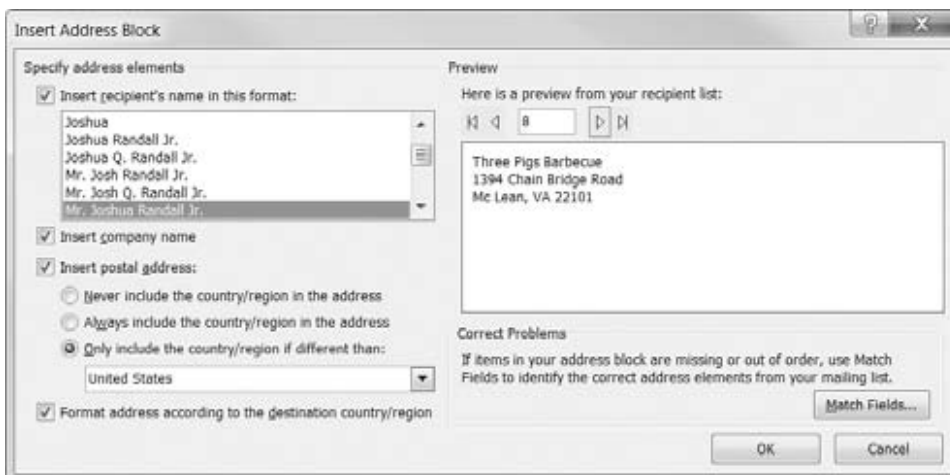 Insert Address Block
Specify address elements
Insert recipient's name in this format:
Joshua
Joshua Randall Jr.
Joshua Q. Randall Jr.
Mr. Josh Randall Jr.
Mr. Josh Q. Randall Jr.
Mr. Joshua Randall Jr.
Insert company name
Insert postal address:
Never include the country/region in the address
Always include the country/region in the address
Only include the country/region if different than:
United States
Format address according to the destination country/region
Preview
Here is a preview from your recipient list:
8
Three Pigs Barbecue
1394 Chain Bridge Road
Mc Lean, VA 22101
Correct Problems
If items in your address block are missing or out of order, use Match
Fields to identify the correct address elements from your mailing list.
Match Fields...
OK Cancel